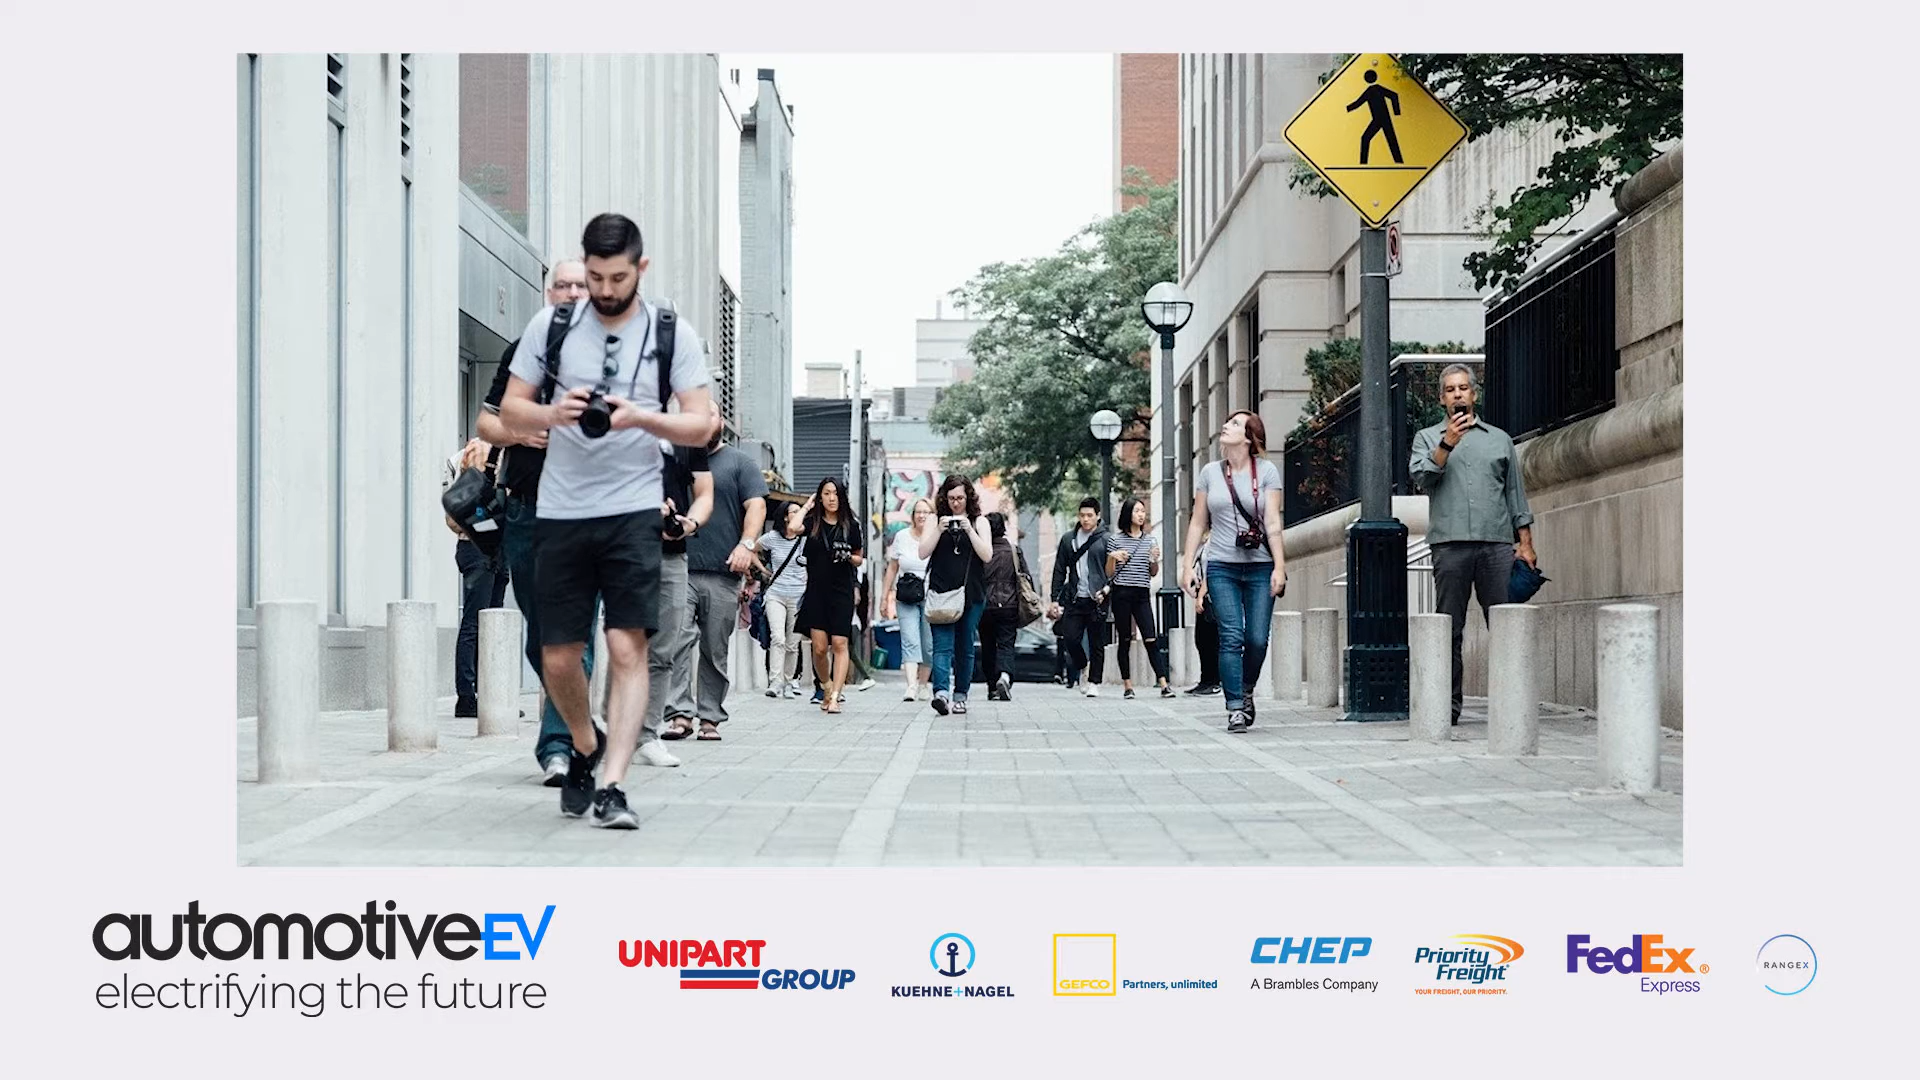 automotiveEV
electrifying the future
UNIPART
GROUP
KUEHNE+NAGEL
GEFCO
Partners, unlimited
CHEP
A Brambles Company
Priority
Freight
YOUR FREIGHT, OUR PRIORITY.
FedEx®
Express
RANGEX